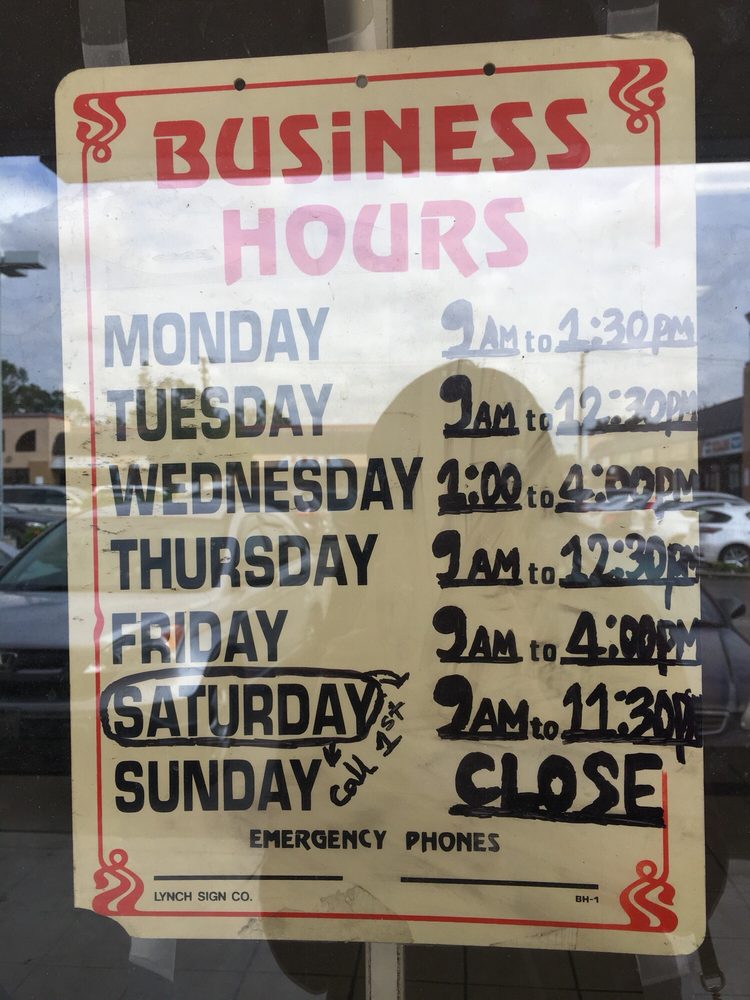 BUSiNESS
HOURS
MONDAY 9AM to 1:30PM
TUESDAY 9AM to 12:30PM
WEDNESDAY 1:00 to 4:00PM
THURSDAY 9AM to 12:30PM
FRIDAY 9AM to 4:00PM
SATURDAY 9AM to 11:30PM
call 1st
SUNDAY CLOSE
EMERGENCY PHONES
LYNCH SIGN CO. BH-1